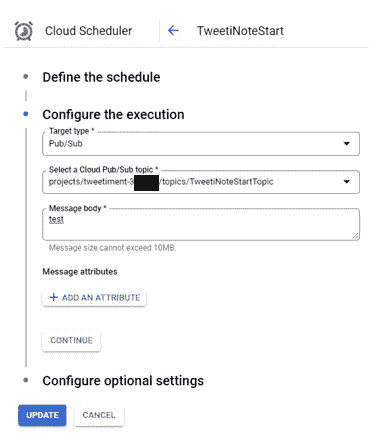 Cloud Scheduler
TweetiNoteStart
Define the schedule
Configure the execution
Target type *
Pub/Sub
Select a Cloud Pub/Sub topic *
projects/tweetiment-3 /topics/TweetiNoteStartTopic
Message body *
test
Message size cannot exceed 10MB.
Message attributes
+ ADD AN ATTRIBUTE
CONTINUE
Configure optional settings
UPDATE
CANCEL